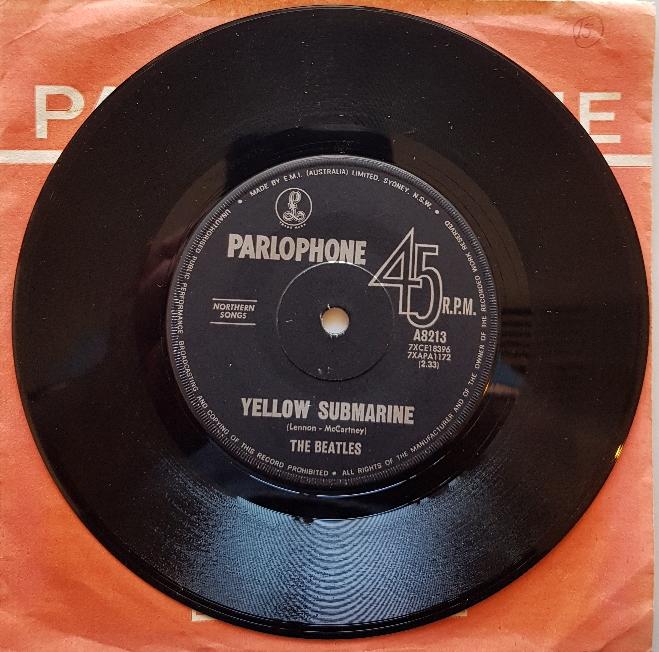 15
PA
NE
MADE BY E.M.I. (AUSTRALIA) LIMITED. SYDNEY, N.S.W. •
UNAUTHORISED PUBLIC PERFORMANCE, BROADCASTING AND COPYING OF THIS RECORD PROHIBITED • ALL RIGHTS OF THE MANUFACTURER AND OF THE OWNER OF THE RECORDED WORK RESERVED
PARLOPHONE
45
R.P.M.
NORTHERN
SONGS
A8213
7XCE18396
7XAPA1172
(2.33)
YELLOW SUBMARINE
(Lennon - McCartney)
THE BEATLES